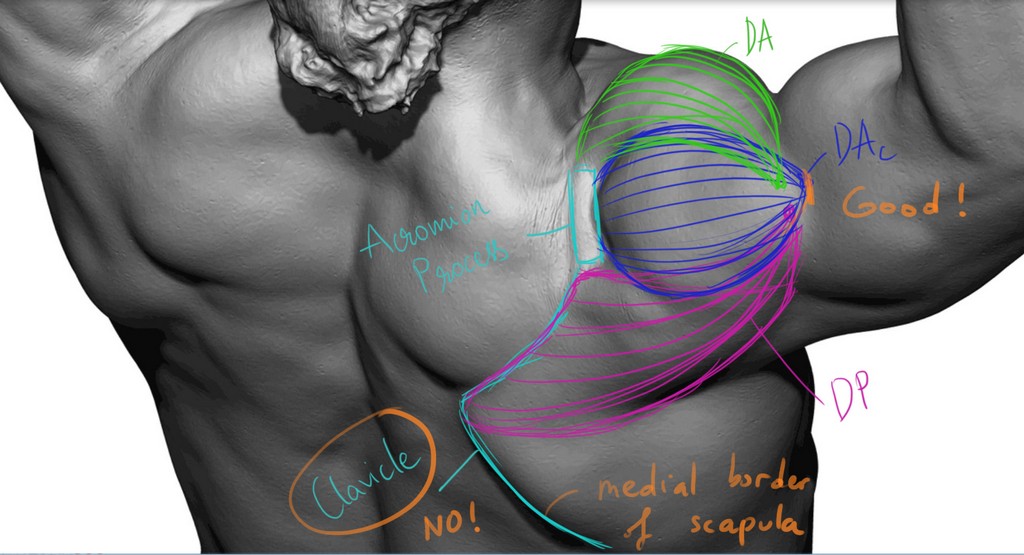 DA
DAc
Good!
Acromion
Process
DP
Clavicle
NO!
medial border
of scapula